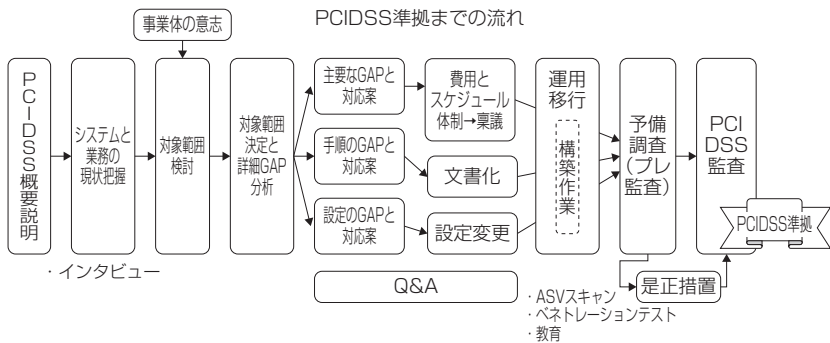 PCIDSS準拠までの流れ
事業体の意志
PCIDSS概要説明
システムと
業務の
現状把握
・インタビュー
対象範囲
検討
対象範囲
決定と
詳細GAP
分析
主要なGAPと
対応案
手順のGAPと
対応案
設定のGAPと
対応案
費用と
スケジュール
体制→稟議
文書化
設定変更
Q&A
運用
移行
構築作業
・ASVスキャン
・ペネトレーションテスト
・教育
予備
調査
(プレ
監査)
是正措置
PCI
DSS
監査
PCIDSS準拠